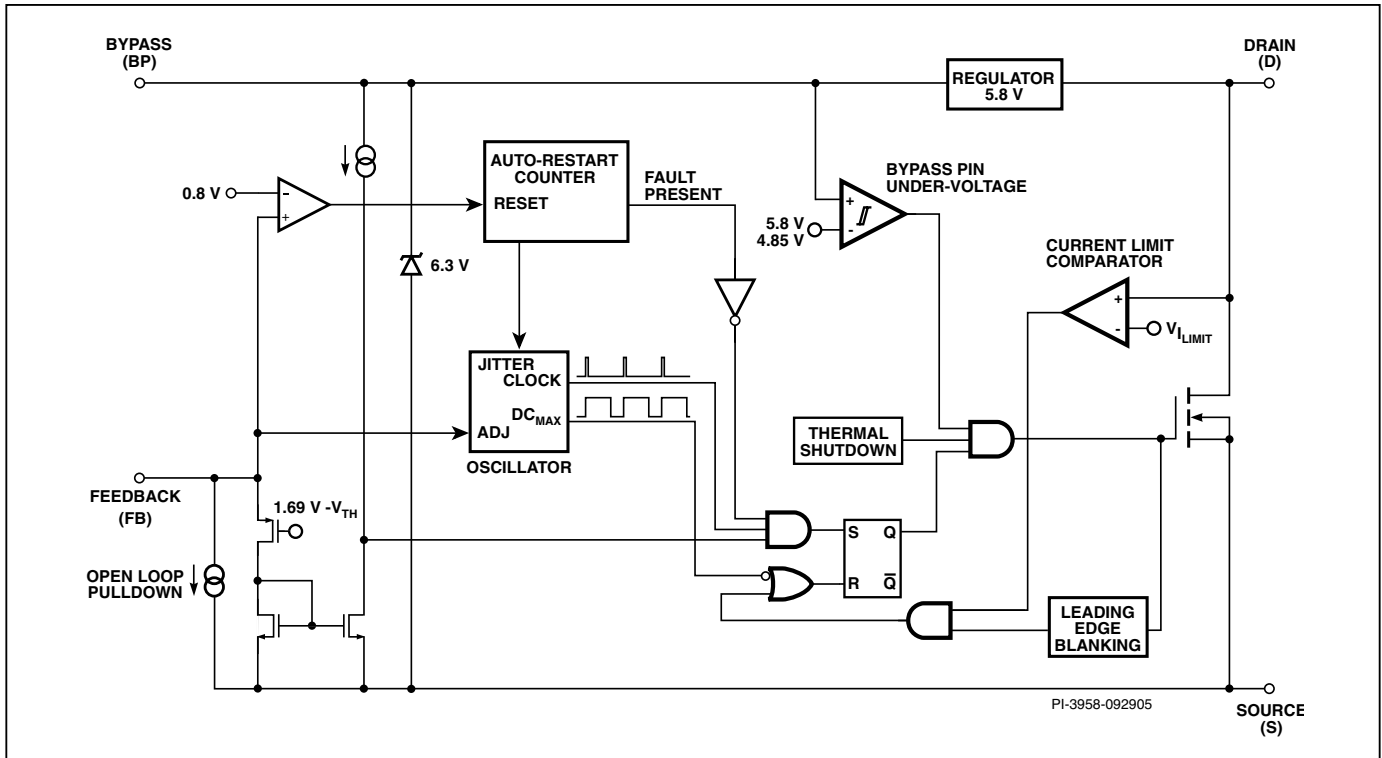 BYPASS
(BP)
DRAIN
(D)
REGULATOR
5.8 V
AUTO-RESTART
COUNTER
RESET
FAULT
PRESENT
BYPASS PIN
UNDER-VOLTAGE
0.8 V
-
+
+
-
5.8 V
4.85 V
6.3 V
CURRENT LIMIT
COMPARATOR
+
-
VILIMIT
JITTER
CLOCK
DCMAX
ADJ
OSCILLATOR
THERMAL
SHUTDOWN
FEEDBACK
(FB)
1.69 V -VTH
OPEN LOOP
PULLDOWN
S Q
R Q̅
LEADING
EDGE
BLANKING
PI-3958-092905
SOURCE
(S)